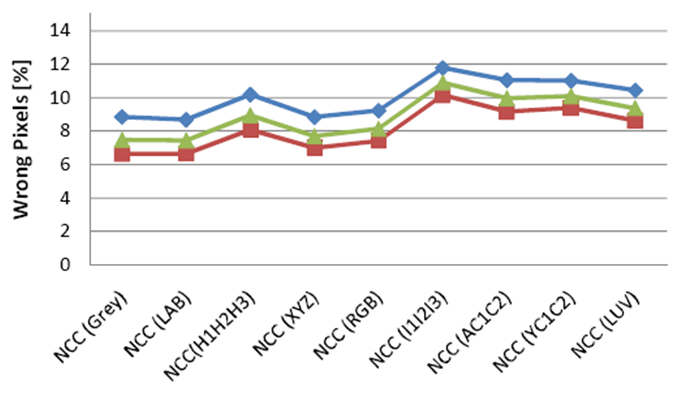 Wrong Pixels [%]
14
12
10
8
6
4
2
0
NCC (Grey)
NCC (LAB)
NCC(H1H2H3)
NCC (XYZ)
NCC (RGB)
NCC (I1I2I3)
NCC (AC1C2)
NCC (YC1C2)
NCC (LUV)